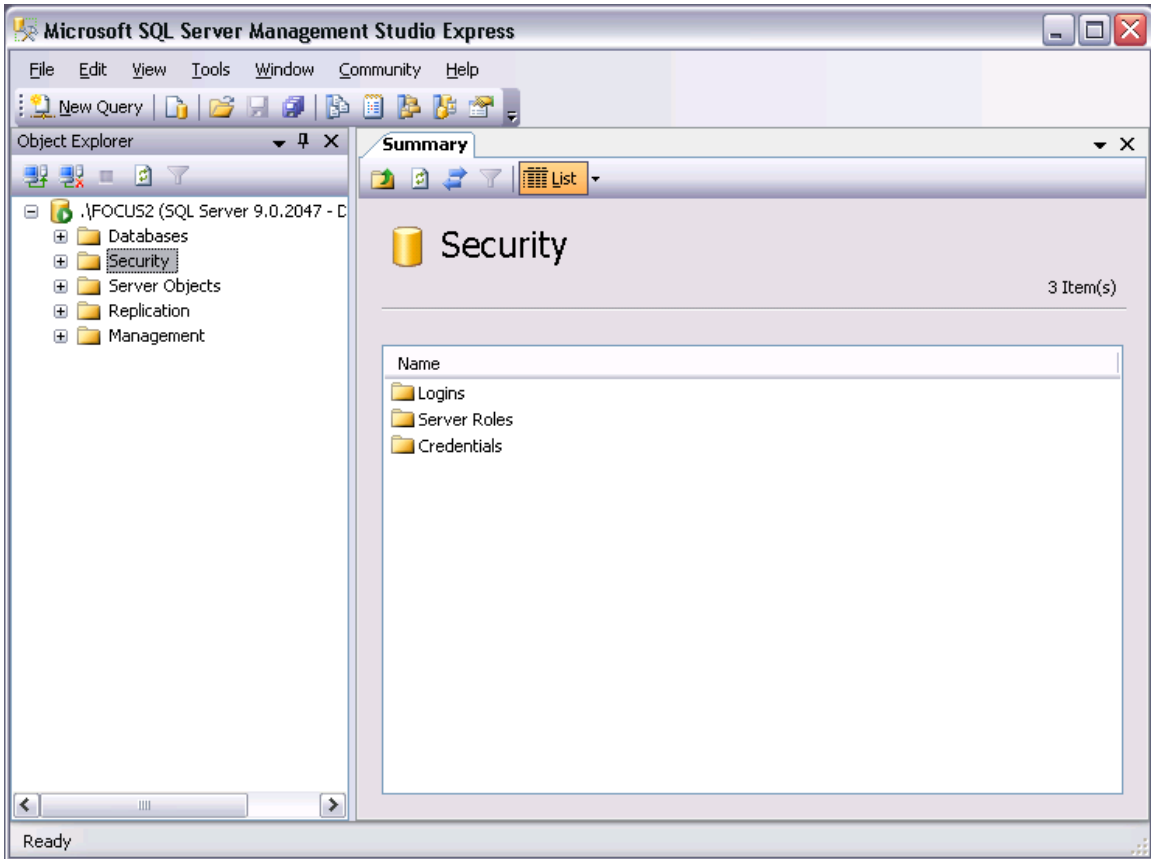 Microsoft SQL Server Management Studio Express
File Edit View Tools Window Community Help
New Query
Object Explorer
Summary
List
.\FOCUS2 (SQL Server 9.0.2047 - D
Databases
Security
Server Objects
Replication
Management
Security
3 Item(s)
Name
Logins
Server Roles
Credentials
Ready